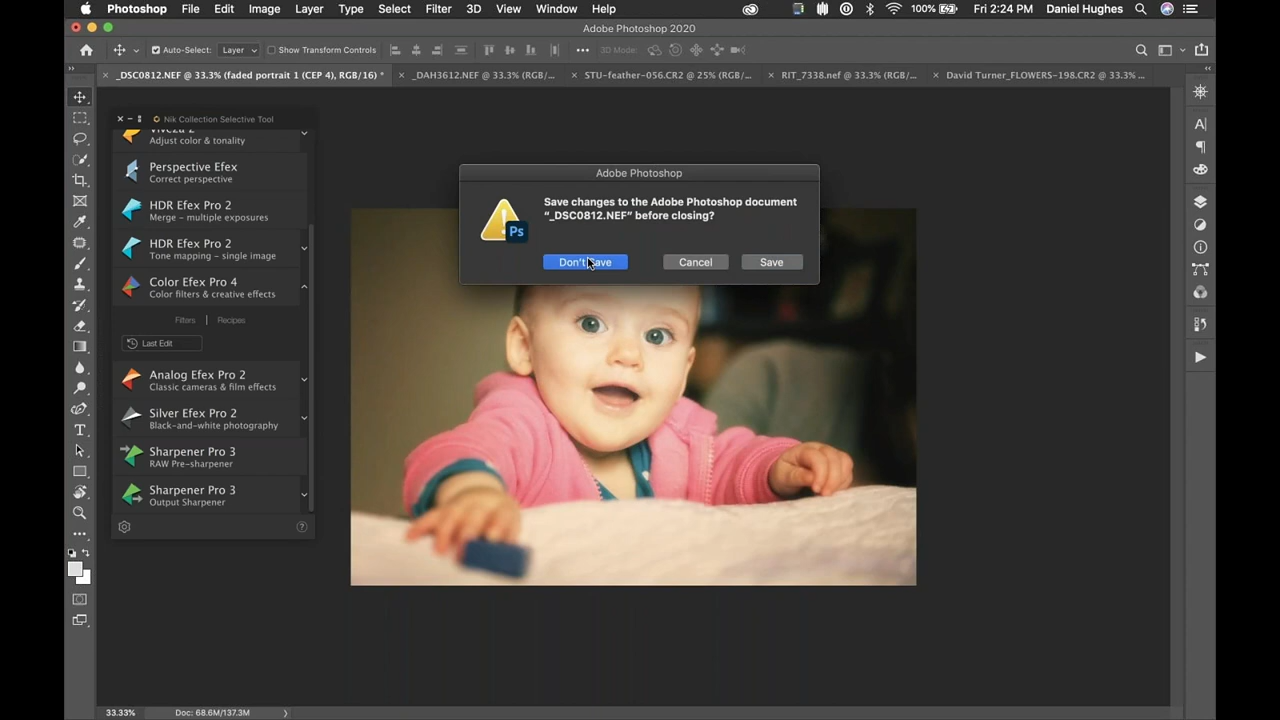 Photoshop File Edit Image Layer Type Select Filter 3D View Window Help 100% Fri 2:24 PM Daniel Hughes
Adobe Photoshop 2020
Auto-Select: Layer Show Transform Controls 3D Mode:
_DSC0812.NEF @ 33.3% (faded portrait 1 (CEP 4), RGB/16) * _DAH3612.NEF @ 33.3% (RGB/... STU-feather-056.CR2 @ 25% (RGB/... RIT_7338.nef @ 33.3% (RGB/... David Turner_FLOWERS-198.CR2 @ 33.3% ...
Nik Collection Selective Tool
Viveza 2
Adjust color & tonality
Perspective Efex
Correct perspective
HDR Efex Pro 2
Merge – multiple exposures
HDR Efex Pro 2
Tone mapping – single image
Color Efex Pro 4
Color filters & creative effects
Filters | Recipes
Last Edit
Analog Efex Pro 2
Classic cameras & film effects
Silver Efex Pro 2
Black-and-white photography
Sharpener Pro 3
RAW Pre-sharpener
Sharpener Pro 3
Output Sharpener
Adobe Photoshop
Save changes to the Adobe Photoshop document
“_DSC0812.NEF” before closing?
Ps
Don't Save Cancel Save
33.33% Doc: 68.6M/137.3M